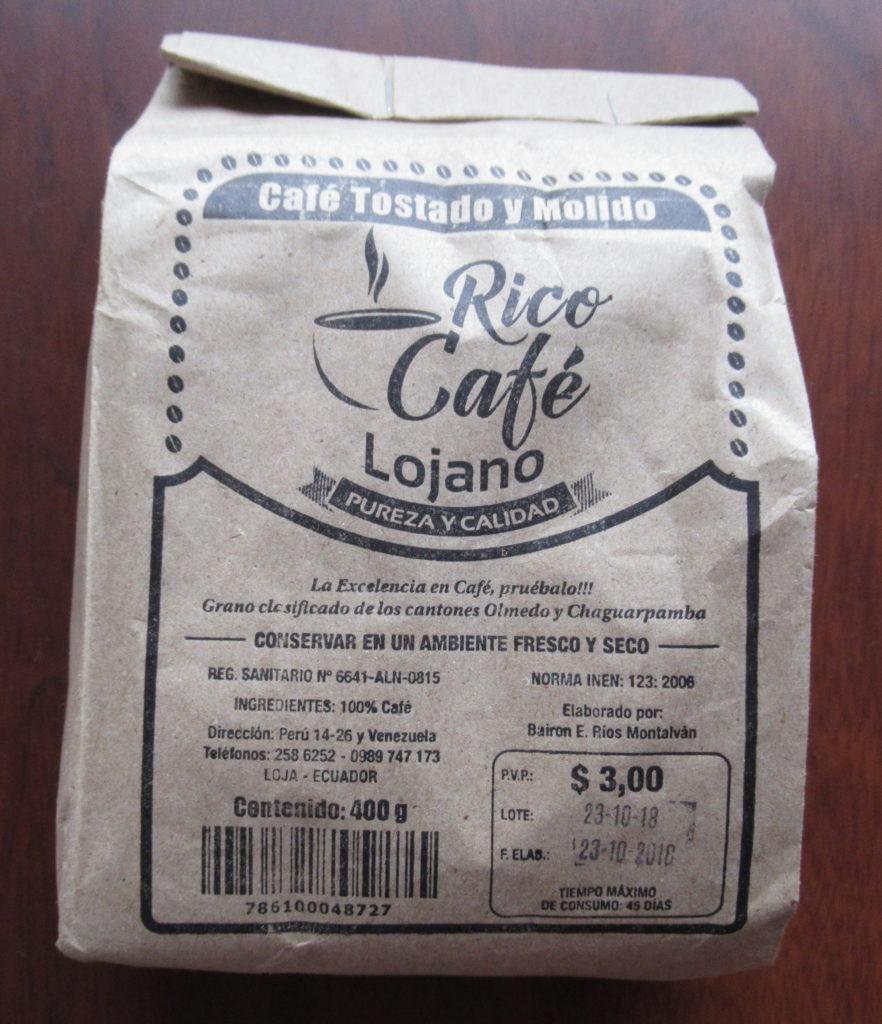 Café Tostado y Molido
Rico
Café
Lojano
PUREZA Y CALIDAD
La Excelencia en Café, pruébalo!!!
Grano clasificado de los cantones Olmedo y Chaguarpamba
CONSERVAR EN UN AMBIENTE FRESCO Y SECO
REG. SANITARIO Nº 6641-ALN-0815
INGREDIENTES: 100% Café
Dirección: Perú 14-26 y Venezuela
Teléfonos: 258 6252 - 0989 747 173
LOJA - ECUADOR
Contenido: 400 g
786100048727
NORMA INEN: 123: 2006
Elaborado por:
Bairon E. Rios Montalván
P.V.P.: $ 3,00
LOTE: 23-10-18
F. ELAB.: 23-10-2018
TIEMPO MÁXIMO
DE CONSUMO: 45 DÍAS